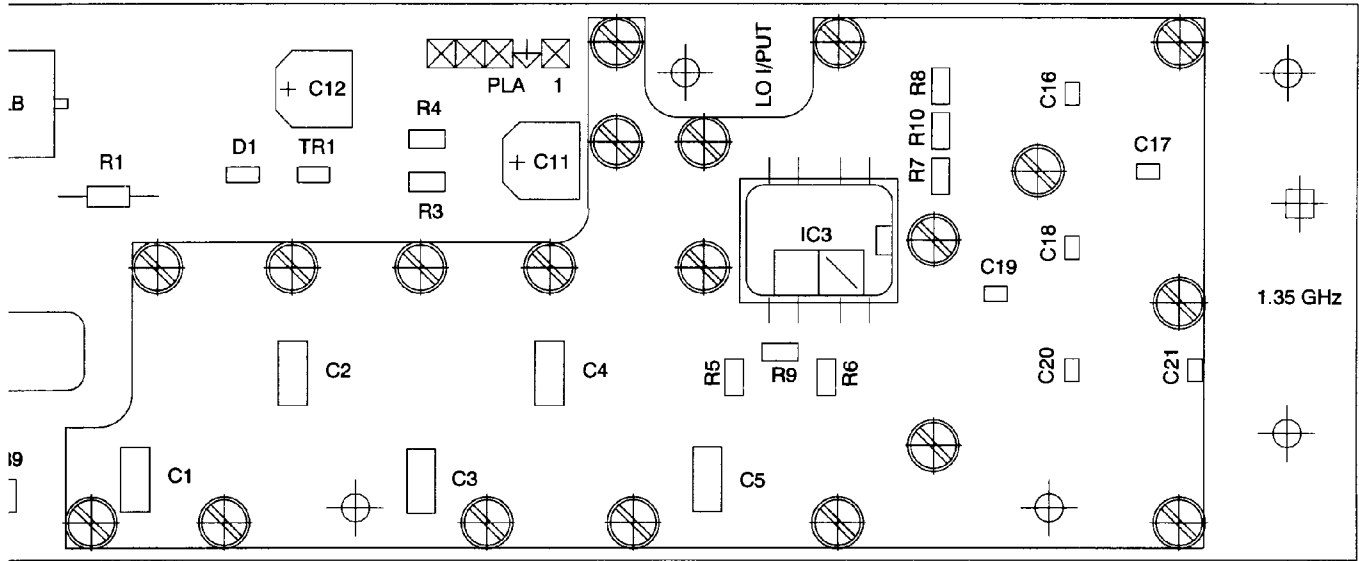 LB
C12
PLA 1
LO I/PUT
R8
C16
R4
R10
D1
TR1
C11
C17
R1
R7
R3
IC3
C18
C19
1.35 GHz
C2
C4
R5
R9
R6
C20
C21
C1
C3
C5